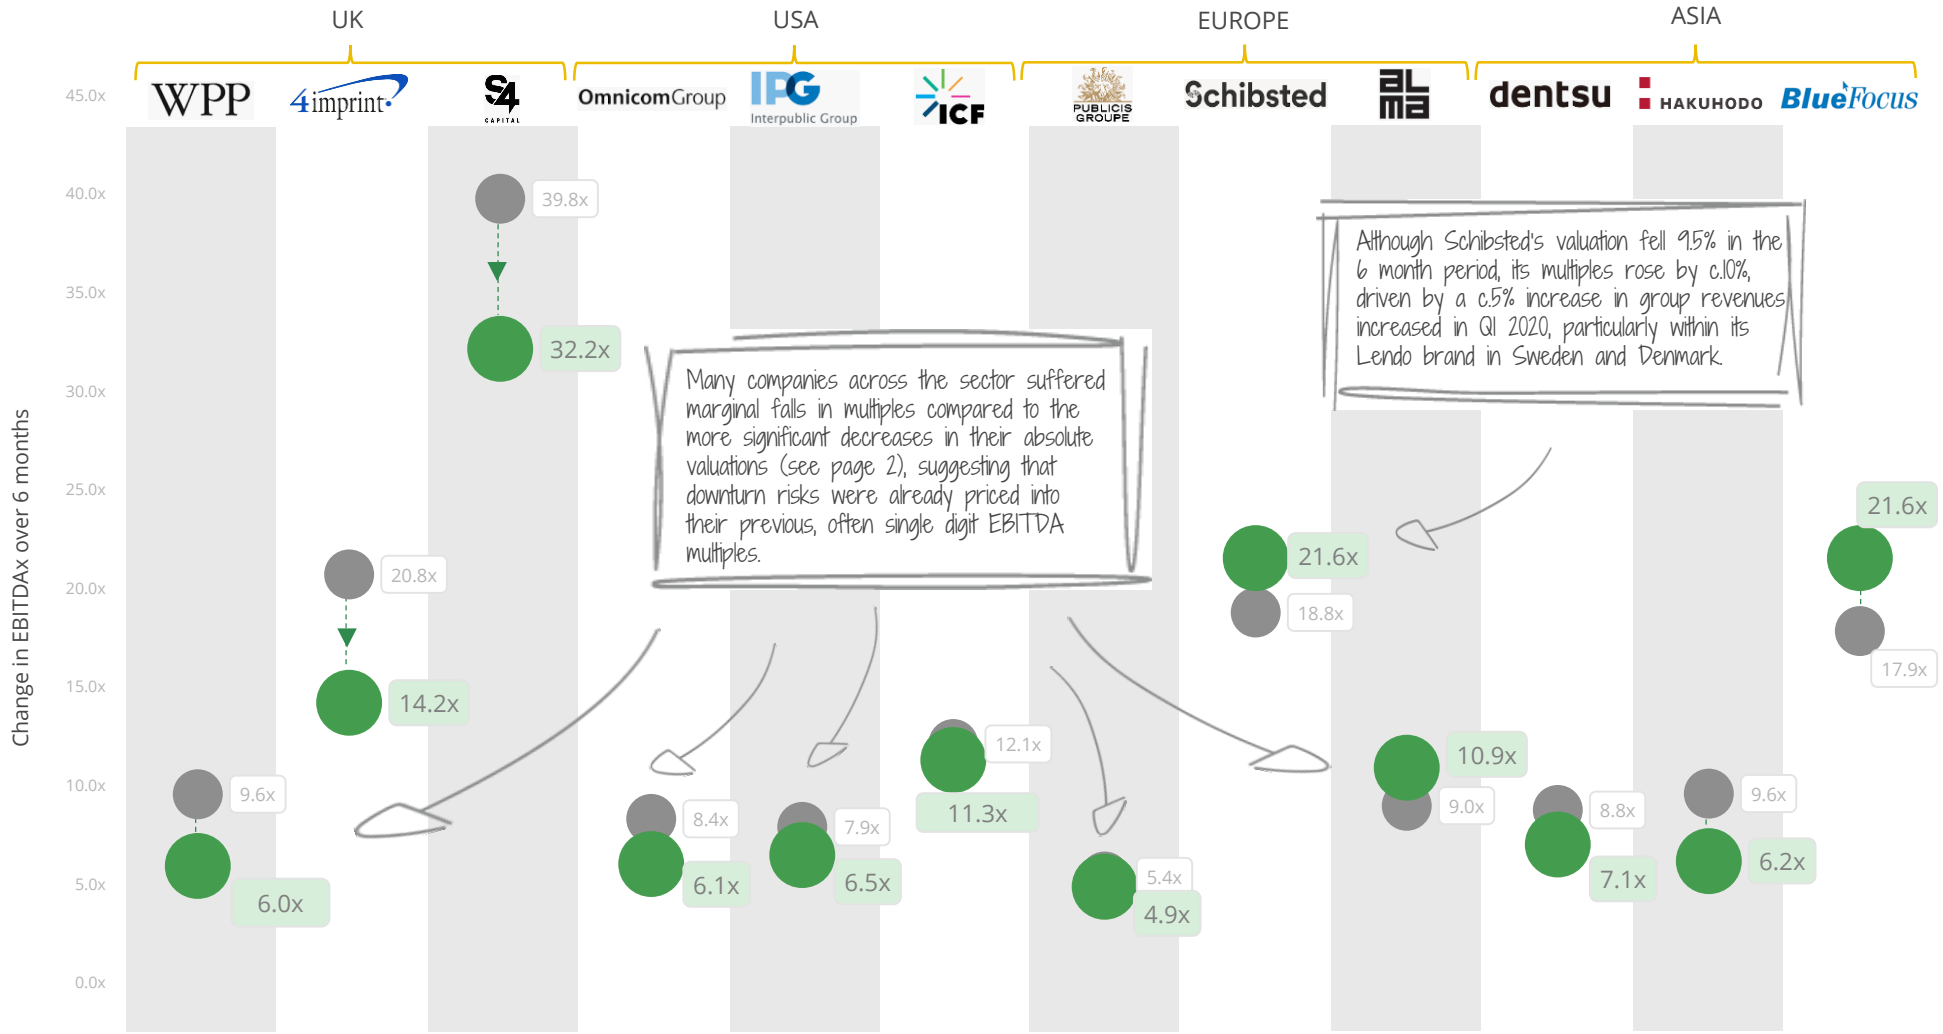 UK
USA
EUROPE
ASIA
WPP
4imprint
S4
CAPITAL
OmnicomGroup
IPG
Interpublic Group
ICF
PUBLICIS
GROUPE
Schibsted
ALMA
dentsu
HAKUHODO
BlueFocus
Change in EBITDAx over 6 months
45.0x
40.0x
35.0x
30.0x
25.0x
20.0x
15.0x
10.0x
5.0x
0.0x
9.6x
6.0x
20.8x
14.2x
39.8x
32.2x
8.4x
6.1x
7.9x
6.5x
12.1x
11.3x
5.4x
4.9x
21.6x
18.8x
10.9x
9.0x
8.8x
7.1x
9.6x
6.2x
21.6x
17.9x
Many companies across the sector suffered
marginal falls in multiples compared to the
more significant decreases in their absolute
valuations (see page 2), suggesting that
downturn risks were already priced into
their previous, often single digit EBITDA
multiples.
Although Schibsted's valuation fell 9.5% in the
6 month period, its multiples rose by c.10%,
driven by a c.5% increase in group revenues
increased in Q1 2020, particularly within its
Lendo brand in Sweden and Denmark.